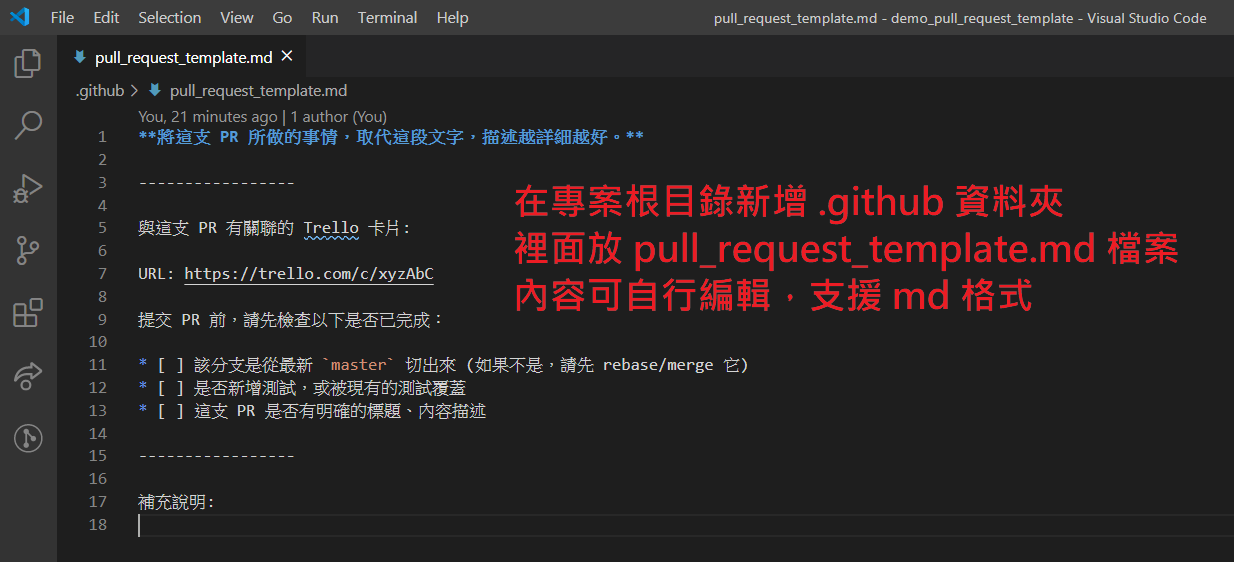 File Edit Selection View Go Run Terminal Help pull_request_template.md - demo_pull_request_template - Visual Studio Code
pull_request_template.md ×
.github > pull_request_template.md
You, 21 minutes ago | 1 author (You)
1 **將這支 PR 所做的事情，取代這段文字，描述越詳細越好。**
2
3 -----------------
4
5 與這支 PR 有關聯的 Trello 卡片:
6
7 URL: https://trello.com/c/xyzAbC
8
9 提交 PR 前，請先檢查以下是否已完成：
10
11 * [ ] 該分支是從最新 `master` 切出來 (如果不是，請先 rebase/merge 它)
12 * [ ] 是否新增測試，或被現有的測試覆蓋
13 * [ ] 這支 PR 是否有明確的標題、內容描述
14
15 -----------------
16
17 補充說明:
18
在專案根目錄新增 .github 資料夾
裡面放 pull_request_template.md 檔案
內容可自行編輯，支援 md 格式